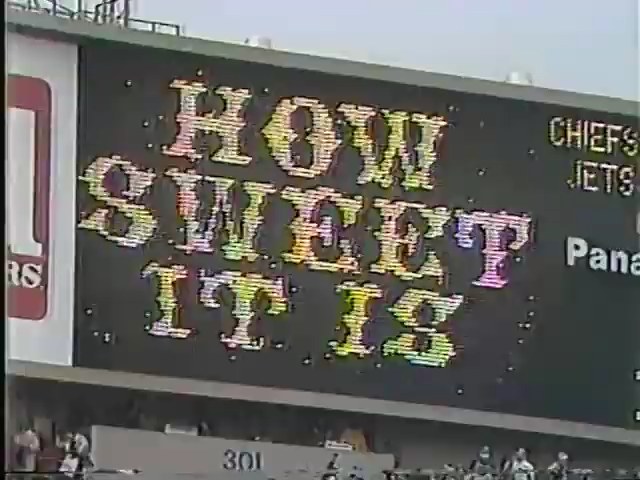 HOW
SWEET
IT IS
CHIEFS
JETS
Pana
RS
301